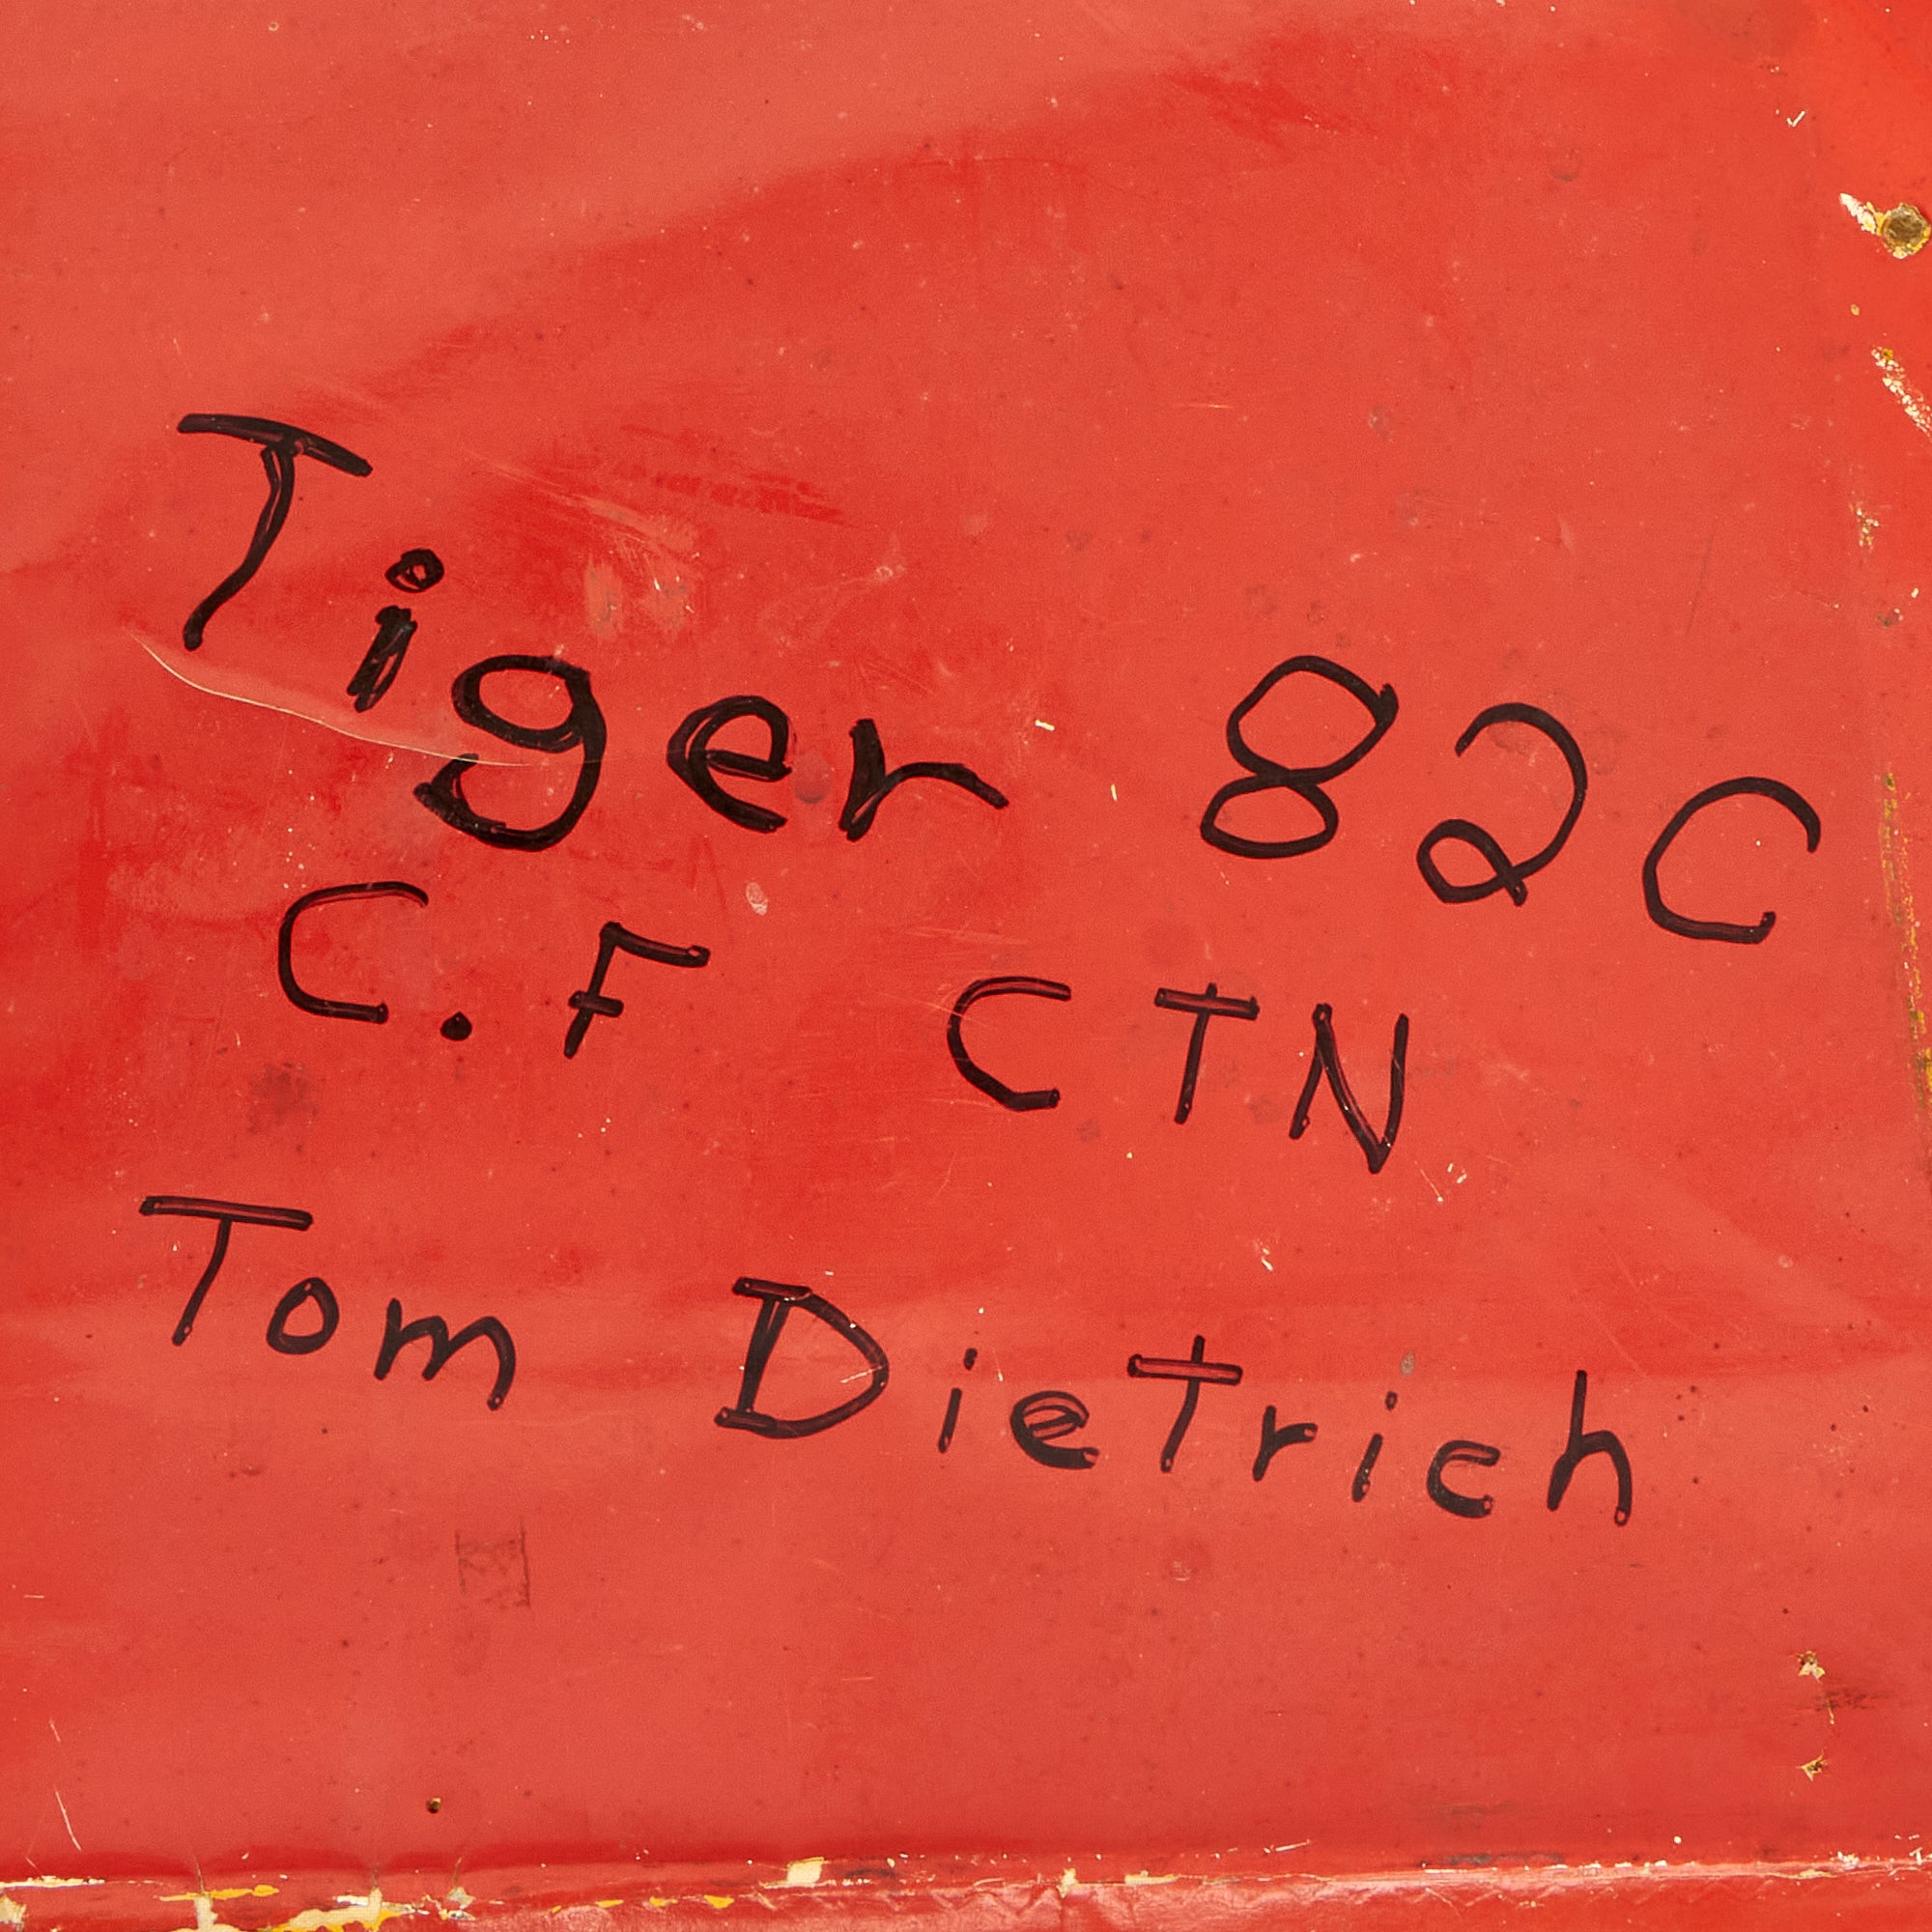 Tiger 82C
C.F CTN
Tom Dietrich